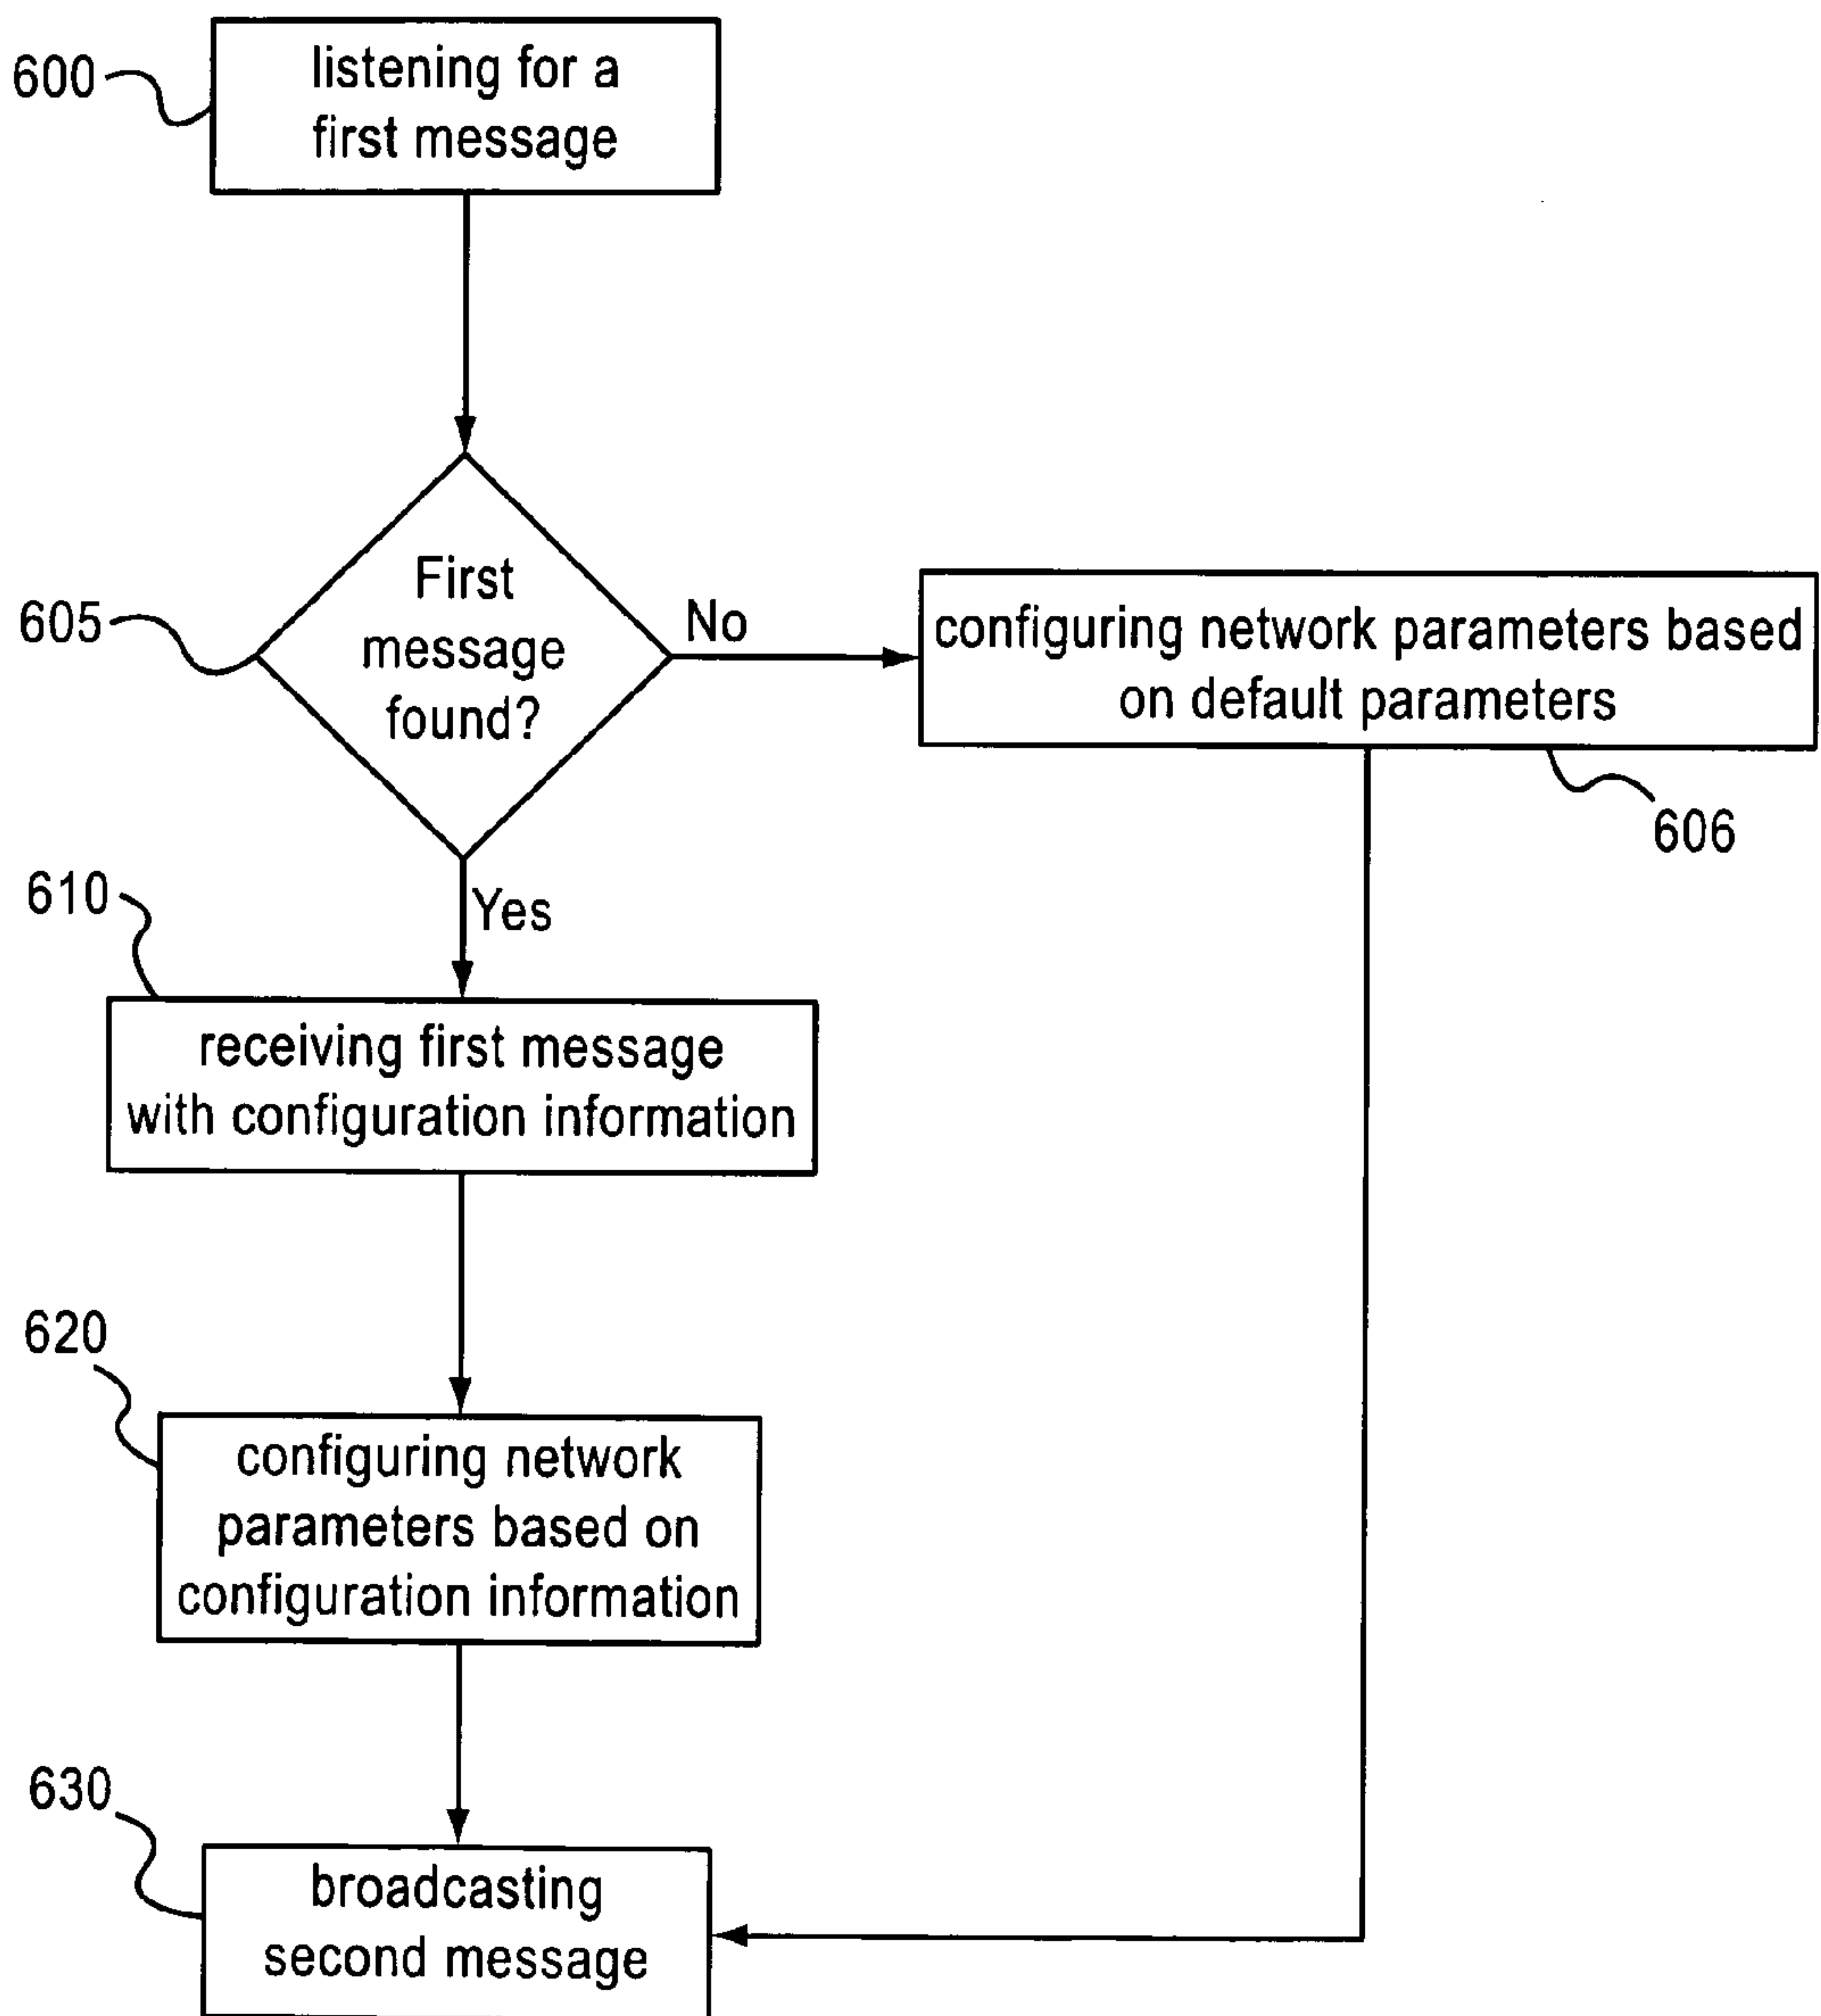 600
listening for a
first message
605
First
message
found?
No
configuring network parameters based
on default parameters
606
Yes
610
receiving first message
with configuration information
620
configuring network
parameters based on
configuration information
630
broadcasting
second message